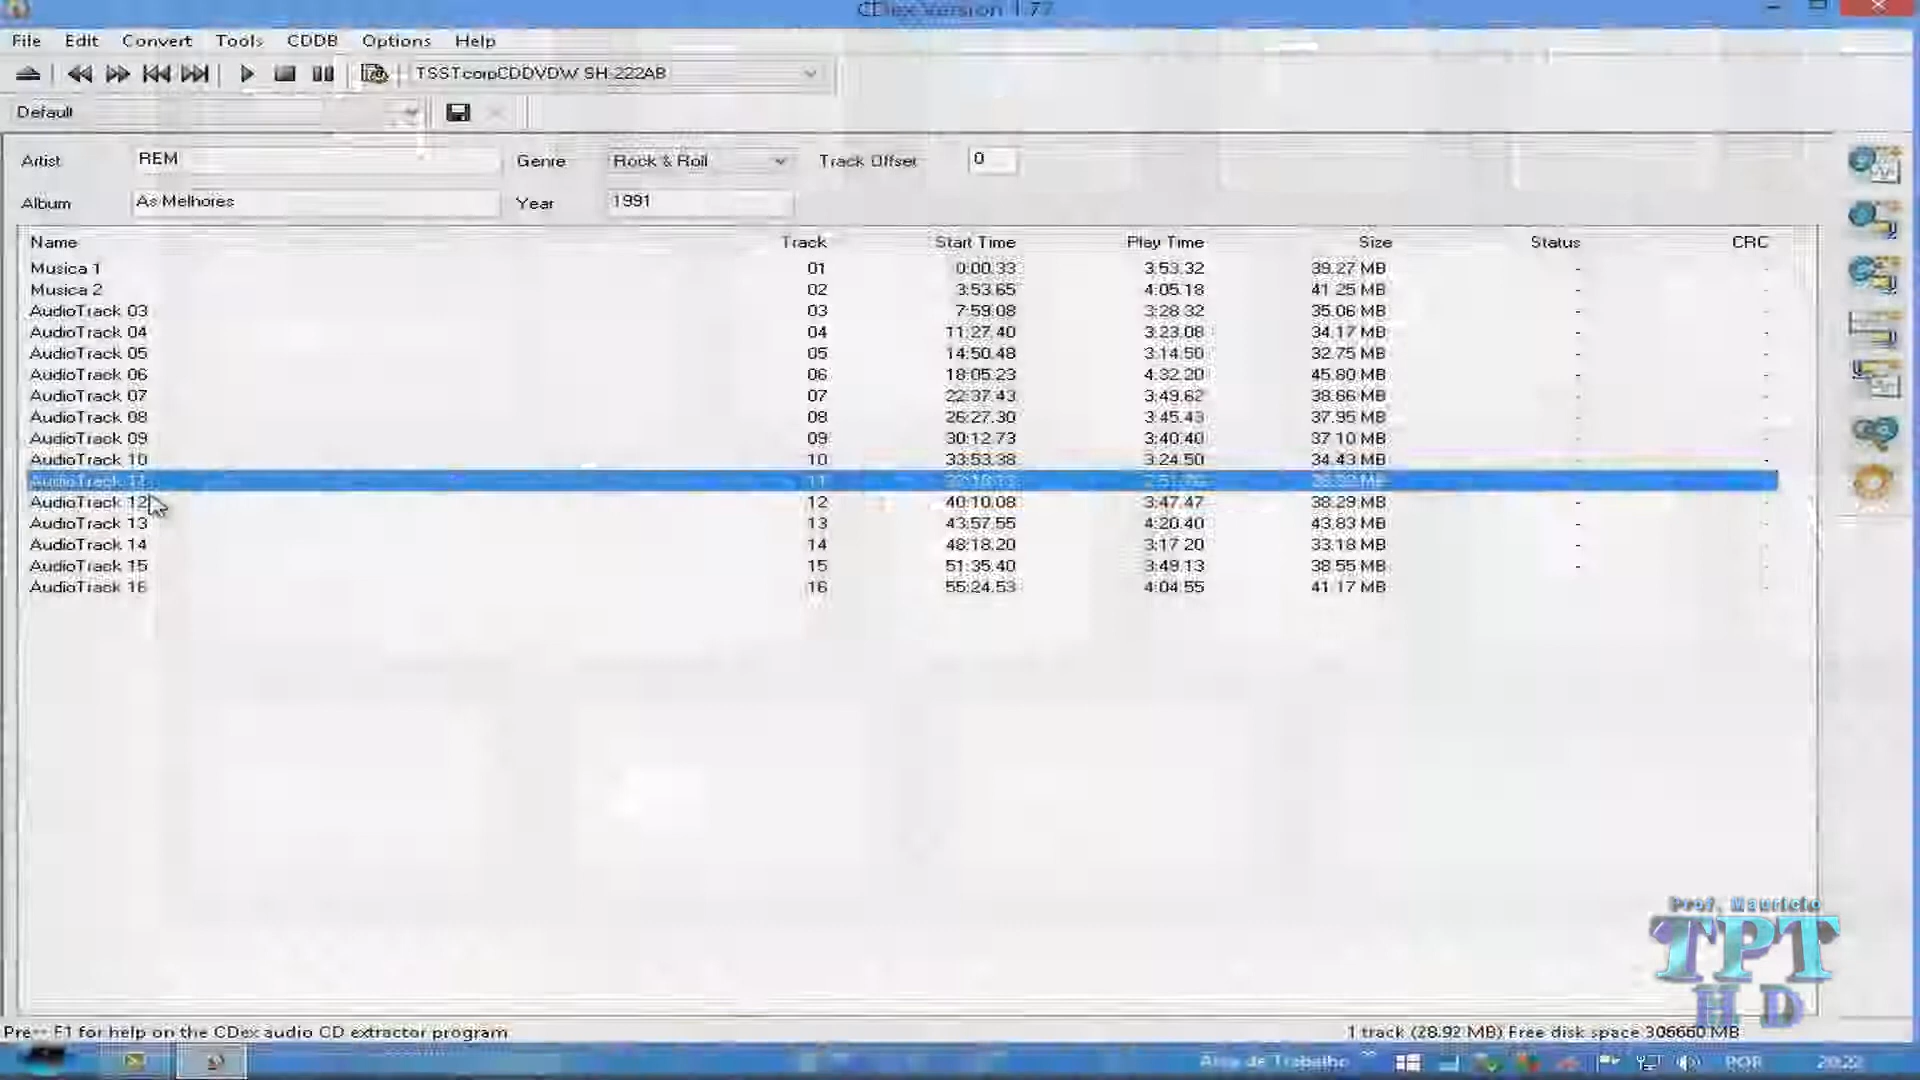 CDex Version 1.77
File Edit Convert Tools CDDB Options Help
TSSTcorpCDDVDW SH-222AB
Default
Artist REM Genre Rock & Roll Track Offset 0
Album As Melhores Year 1991
Name Track Start Time Play Time Size Status CRC
Musica 1 01 0:00.33 3:53.32 39.27 MB - -
Musica 2 02 3:53.65 4:05.18 41.25 MB - -
AudioTrack 03 03 7:59.08 3:28.32 35.06 MB - -
AudioTrack 04 04 11:27.40 3:23.08 34.17 MB - -
AudioTrack 05 05 14:50.48 3:14.50 32.75 MB - -
AudioTrack 06 06 18:05.23 4:32.20 45.80 MB - -
AudioTrack 07 07 22:37.43 3:49.62 38.66 MB - -
AudioTrack 08 08 26:27.30 3:45.43 37.95 MB - -
AudioTrack 09 09 30:12.73 3:40.40 37.10 MB - -
AudioTrack 10 10 33:53.38 3:24.50 34.43 MB - -
AudioTrack 11 11
AudioTrack 12 12 40:10.08 3:47.47 38.29 MB - -
AudioTrack 13 13 43:57.55 4:20.40 43.83 MB - -
AudioTrack 14 14 48:18.20 3:17.20 33.18 MB - -
AudioTrack 15 15 51:35.40 3:49.13 38.55 MB - -
AudioTrack 16 16 55:24.53 4:04.55 41.17 MB -
Prof. Mauricio
TPT
HD
F1 for help on the CDex audio CD extractor program 1 track (28.92 MB) Free disk space 306660 MB
Área de Trabalho POR 20:22